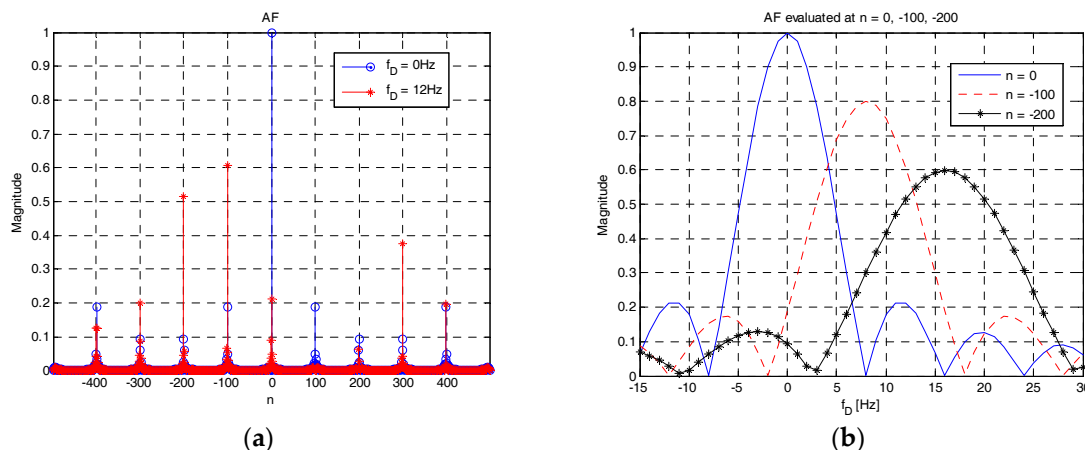 AF
Magnitude
1
0.9
0.8
0.7
0.6
0.5
0.4
0.3
0.2
0.1
0
f_D = 0Hz
f_D = 12Hz
-400 -300 -200 -100 0 100 200 300 400
n
(a)
AF evaluated at n = 0, -100, -200
Magnitude
1
0.9
0.8
0.7
0.6
0.5
0.4
0.3
0.2
0.1
0
n = 0
n = -100
n = -200
-15 -10 -5 0 5 10 15 20 25 30
f_D [Hz]
(b)